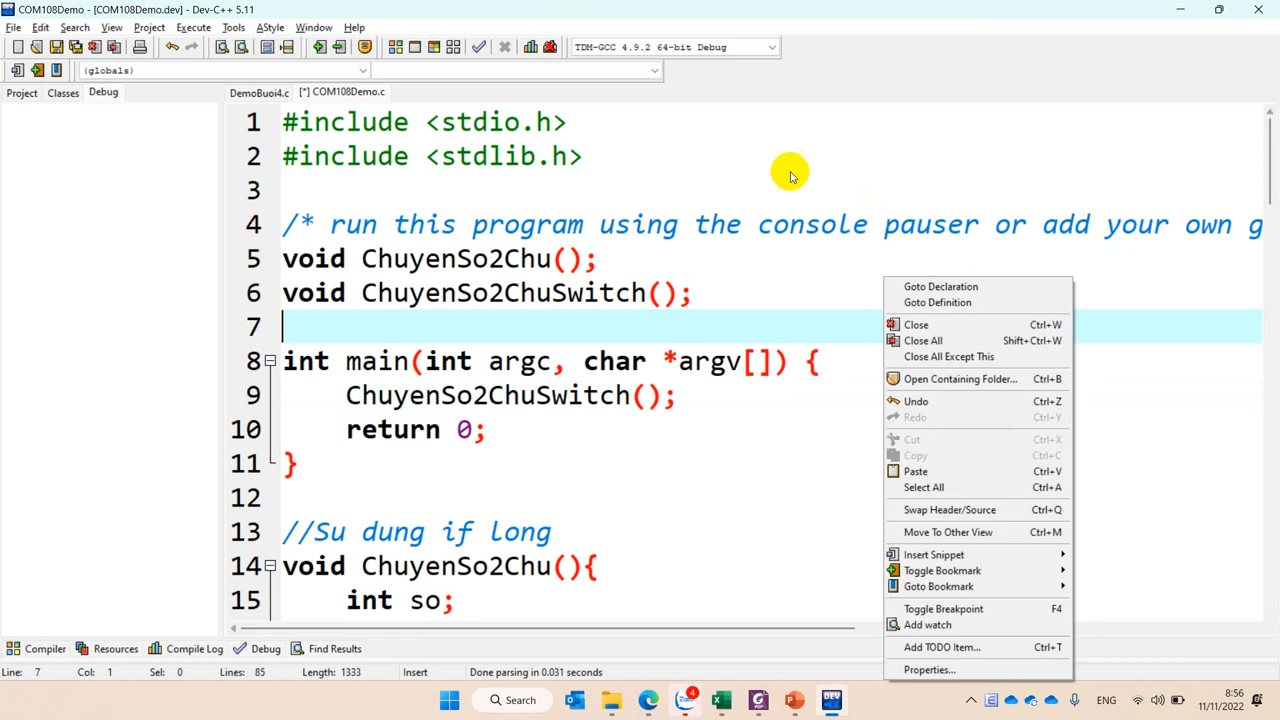 COM108Demo - [COM108Demo.dev] - Dev-C++ 5.11
File Edit Search View Project Execute Tools AStyle Window Help
TDM-GCC 4.9.2 64-bit Debug
(globals)
Project Classes Debug
DemoBuoi4.c [*] COM108Demo.c
1 #include <stdio.h>
2 #include <stdlib.h>
3
4 /* run this program using the console pauser or add your own g
5 void ChuyenSo2Chu();
6 void ChuyenSo2ChuSwitch();
7
8 int main(int argc, char *argv[]) {
9 ChuyenSo2ChuSwitch();
10 return 0;
11 }
12
13 //Su dung if long
14 void ChuyenSo2Chu(){
15 int so;
Goto Declaration
Goto Definition
Close Ctrl+W
Close All Shift+Ctrl+W
Close All Except This
Open Containing Folder... Ctrl+B
Undo Ctrl+Z
Redo Ctrl+Y
Cut Ctrl+X
Copy Ctrl+C
Paste Ctrl+V
Select All Ctrl+A
Swap Header/Source Ctrl+Q
Move To Other View Ctrl+M
Insert Snippet
Toggle Bookmark
Goto Bookmark
Toggle Breakpoint F4
Add watch
Add TODO Item... Ctrl+T
Properties...
Compiler Resources Compile Log Debug Find Results
Line: 7 Col: 1 Sel: 0 Lines: 85 Length: 1333 Insert Done parsing in 0.031 seconds
Search Zalo 4 DEV ENG 8:56
11/11/2022